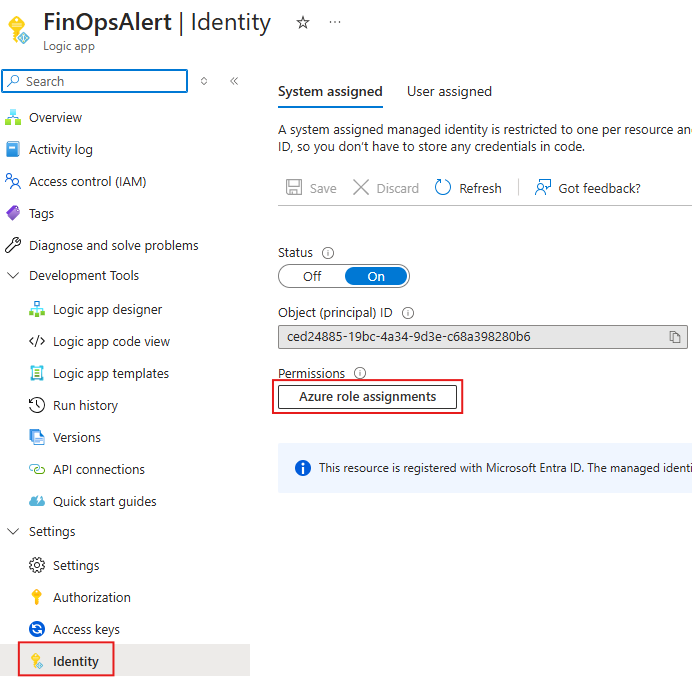 FinOpsAlert | Identity
Logic app
Search
Overview
Activity log
Access control (IAM)
Tags
Diagnose and solve problems
Development Tools
Logic app designer
Logic app code view
Logic app templates
Run history
Versions
API connections
Quick start guides
Settings
Settings
Authorization
Access keys
Identity
System assigned User assigned
A system assigned managed identity is restricted to one per resource and
ID, so you don't have to store any credentials in code.
Save Discard Refresh Got feedback?
Status
Off On
Object (principal) ID
ced24885-19bc-4a34-9d3e-c68a398280b6
Permissions
Azure role assignments
This resource is registered with Microsoft Entra ID. The managed identi